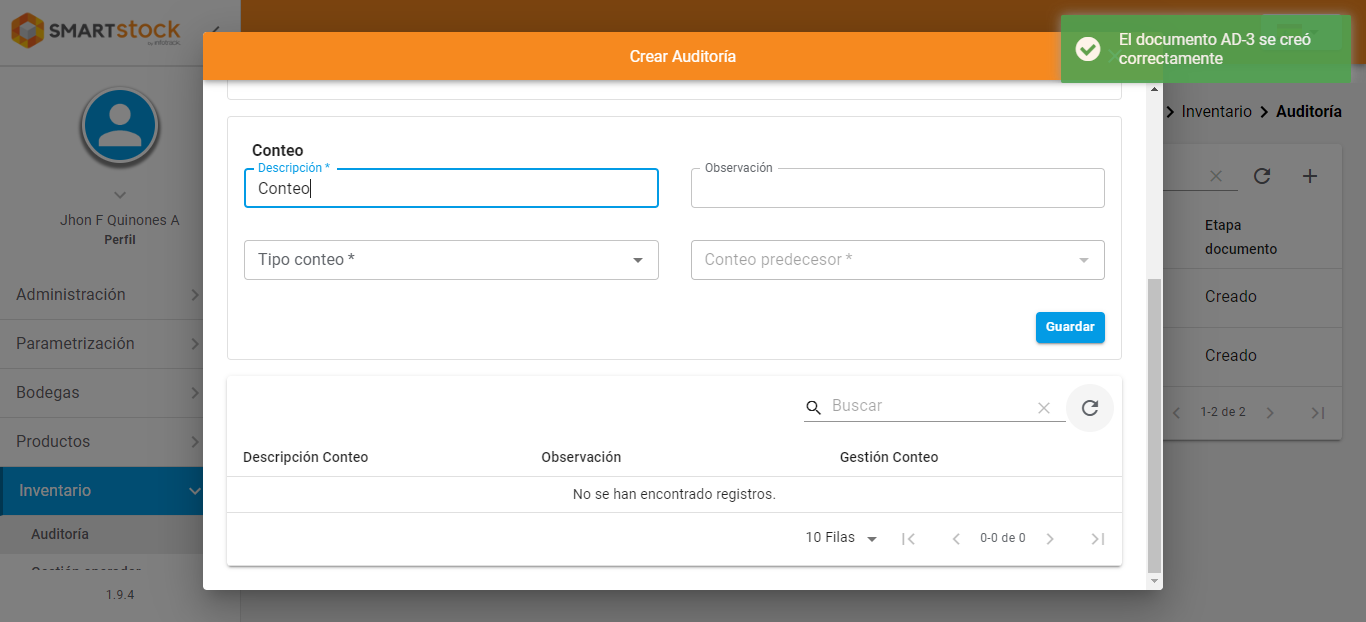 SMARTSTOCK
by infotrack
Jhon F Quinones A
Perfil
Administración
Parametrización
Bodegas
Productos
Inventario
Auditoría
Gestión operador
1.9.4
Crear Auditoría
El documento AD-3 se creó
correctamente
Inventario
Auditoría
Etapa
documento
Creado
Creado
1-2 de 2
Conteo
Descripción *
Conteo
Observación
Tipo conteo *
Conteo predecesor *
Guardar
Buscar
Descripción Conteo
Observación
Gestión Conteo
No se han encontrado registros.
10 Filas
0-0 de 0